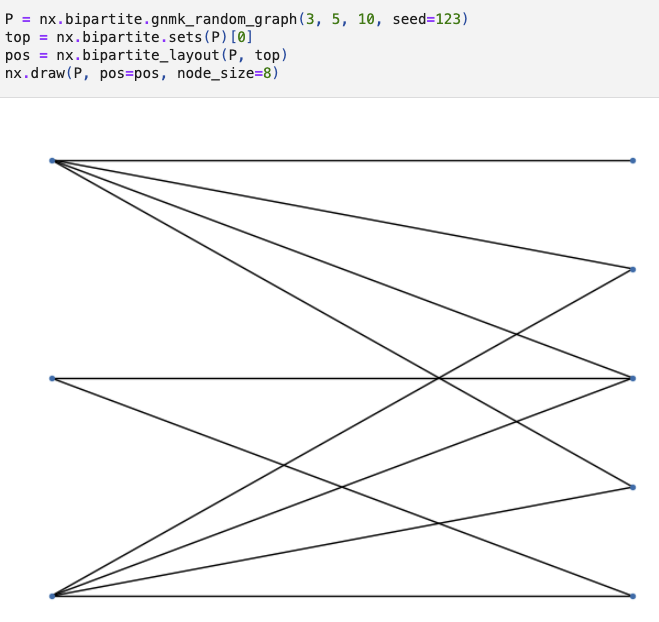 P = nx.bipartite.gnmk_random_graph(3, 5, 10, seed=123)
top = nx.bipartite.sets(P)[0]
pos = nx.bipartite_layout(P, top)
nx.draw(P, pos=pos, node_size=8)